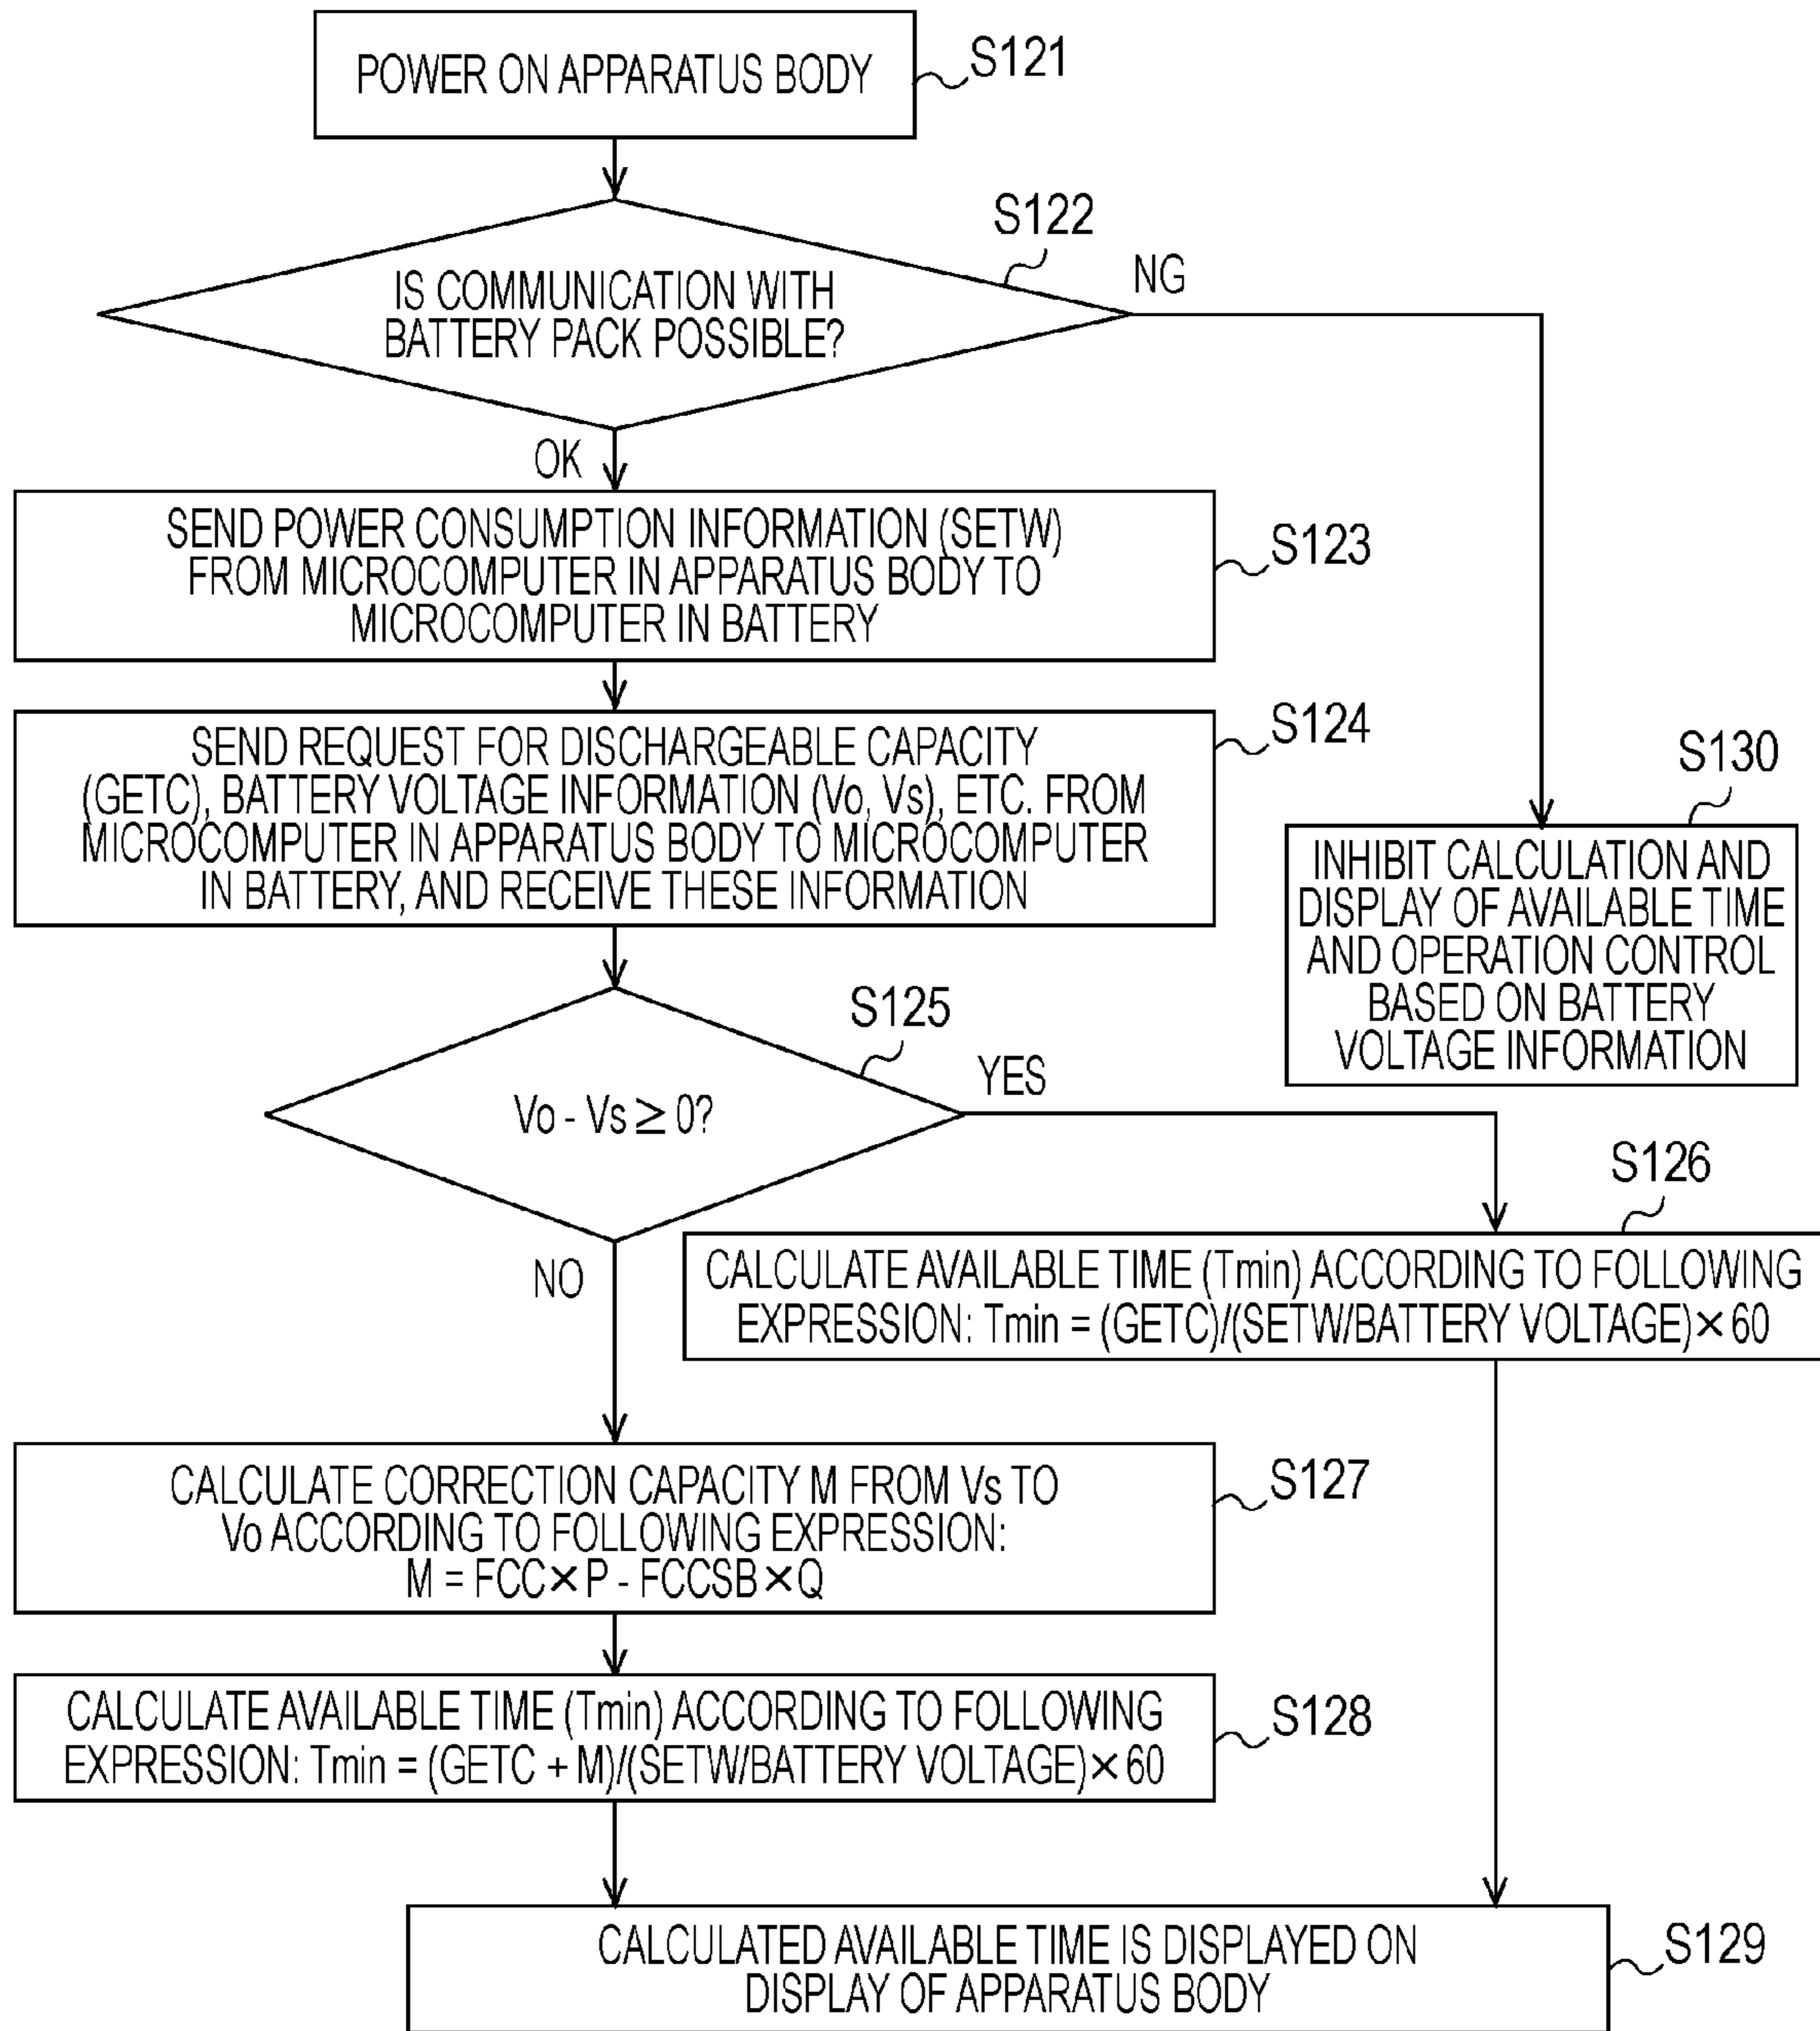 POWER ON APPARATUS BODY
S121
S122
IS COMMUNICATION WITH
BATTERY PACK POSSIBLE?
NG
OK
SEND POWER CONSUMPTION INFORMATION (SETW)
FROM MICROCOMPUTER IN APPARATUS BODY TO
MICROCOMPUTER IN BATTERY
S123
SEND REQUEST FOR DISCHARGEABLE CAPACITY
(GETC), BATTERY VOLTAGE INFORMATION (Vo, Vs), ETC. FROM
MICROCOMPUTER IN APPARATUS BODY TO MICROCOMPUTER
IN BATTERY, AND RECEIVE THESE INFORMATION
S124
S130
INHIBIT CALCULATION AND
DISPLAY OF AVAILABLE TIME
AND OPERATION CONTROL
BASED ON BATTERY
VOLTAGE INFORMATION
S125
Vo - Vs ≥ 0?
YES
NO
S126
CALCULATE AVAILABLE TIME (Tmin) ACCORDING TO FOLLOWING
EXPRESSION: Tmin = (GETC)/(SETW/BATTERY VOLTAGE)×60
CALCULATE CORRECTION CAPACITY M FROM Vs TO
Vo ACCORDING TO FOLLOWING EXPRESSION:
M = FCC×P - FCCSB×Q
S127
CALCULATE AVAILABLE TIME (Tmin) ACCORDING TO FOLLOWING
EXPRESSION: Tmin = (GETC + M)/(SETW/BATTERY VOLTAGE)×60
S128
CALCULATED AVAILABLE TIME IS DISPLAYED ON
DISPLAY OF APPARATUS BODY
S129